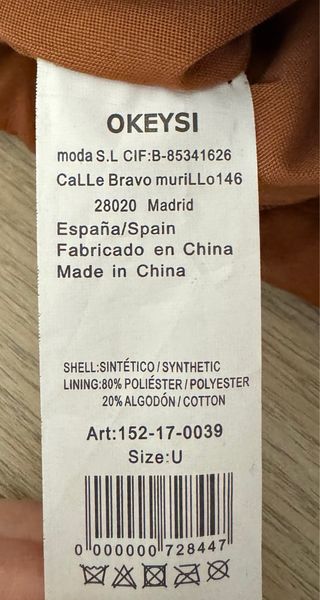 OKEYSI
moda S.L CIF:B-85341626
CaLLe Bravo muriLLo146
28020 Madrid
España/Spain
Fabricado en China
Made in China
SHELL:SINTÉTICO/SYNTHETIC
LINING:80% POLIÉSTER/POLYESTER
20% ALGODÓN/COTTON
Art:152-17-0039
Size:U
0 000000 728447